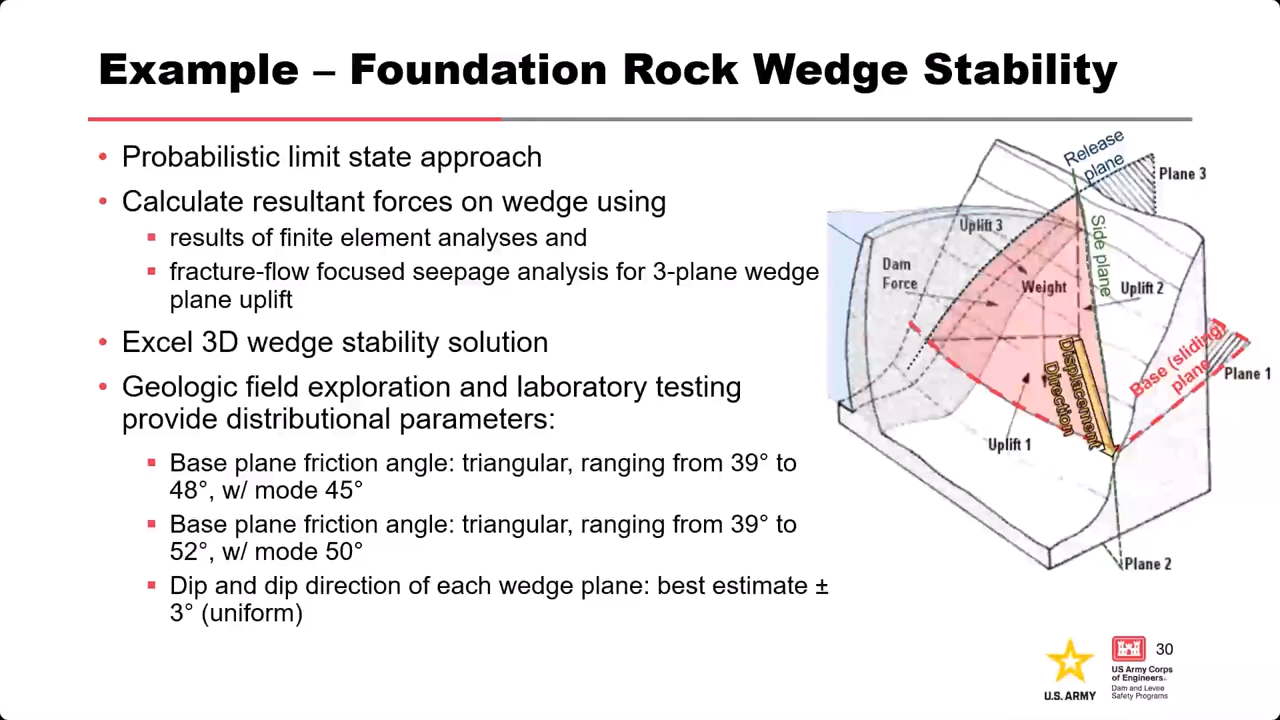 Example – Foundation Rock Wedge Stability
• Probabilistic limit state approach
• Calculate resultant forces on wedge using
▪ results of finite element analyses and
▪ fracture-flow focused seepage analysis for 3-plane wedge
plane uplift
• Excel 3D wedge stability solution
• Geologic field exploration and laboratory testing
provide distributional parameters:
▪ Base plane friction angle: triangular, ranging from 39° to
48°, w/ mode 45°
▪ Base plane friction angle: triangular, ranging from 39° to
52°, w/ mode 50°
▪ Dip and dip direction of each wedge plane: best estimate ±
3° (uniform)
Release
plane
Plane 3
Side plane
Uplift 3
Dam
Force
Weight
Uplift 2
Displacement
Direction
Base (sliding)
plane
Plane 1
Uplift 1
Plane 2
U.S. ARMY
US Army Corps
of Engineers®
Dam and Levee
Safety Programs
30